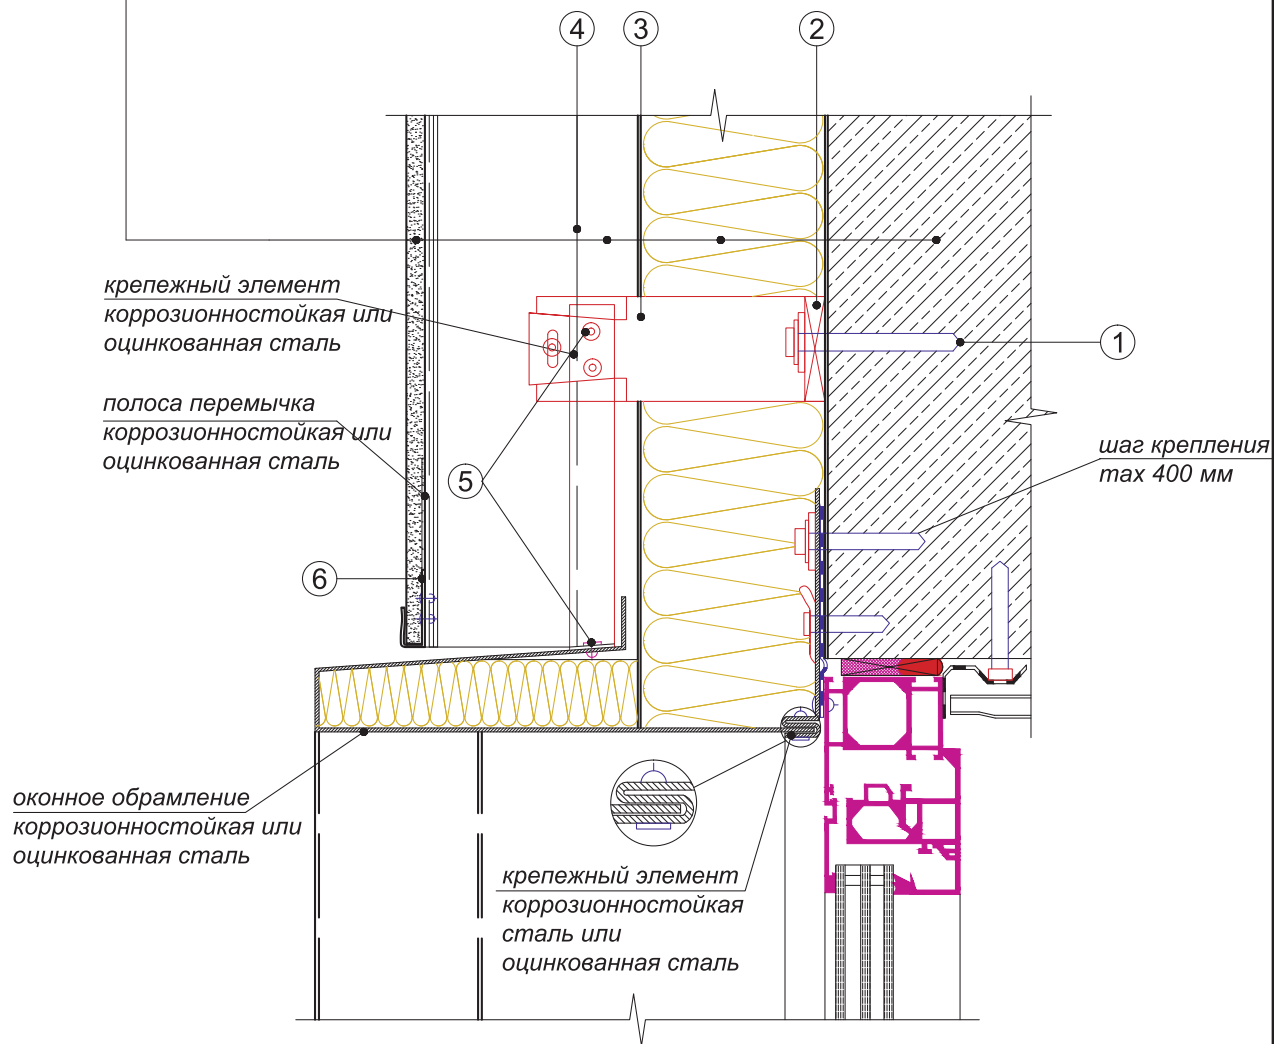 4 3 2
крепежный элемент
коррозионностойкая или
оцинкованная сталь
1
полоса перемычка
коррозионностойкая или
оцинкованная сталь
шаг крепления
max 400 мм
5
6
оконное обрамление
коррозионностойкая или
оцинкованная сталь
крепежный элемент
коррозионностойкая
сталь или
оцинкованная сталь